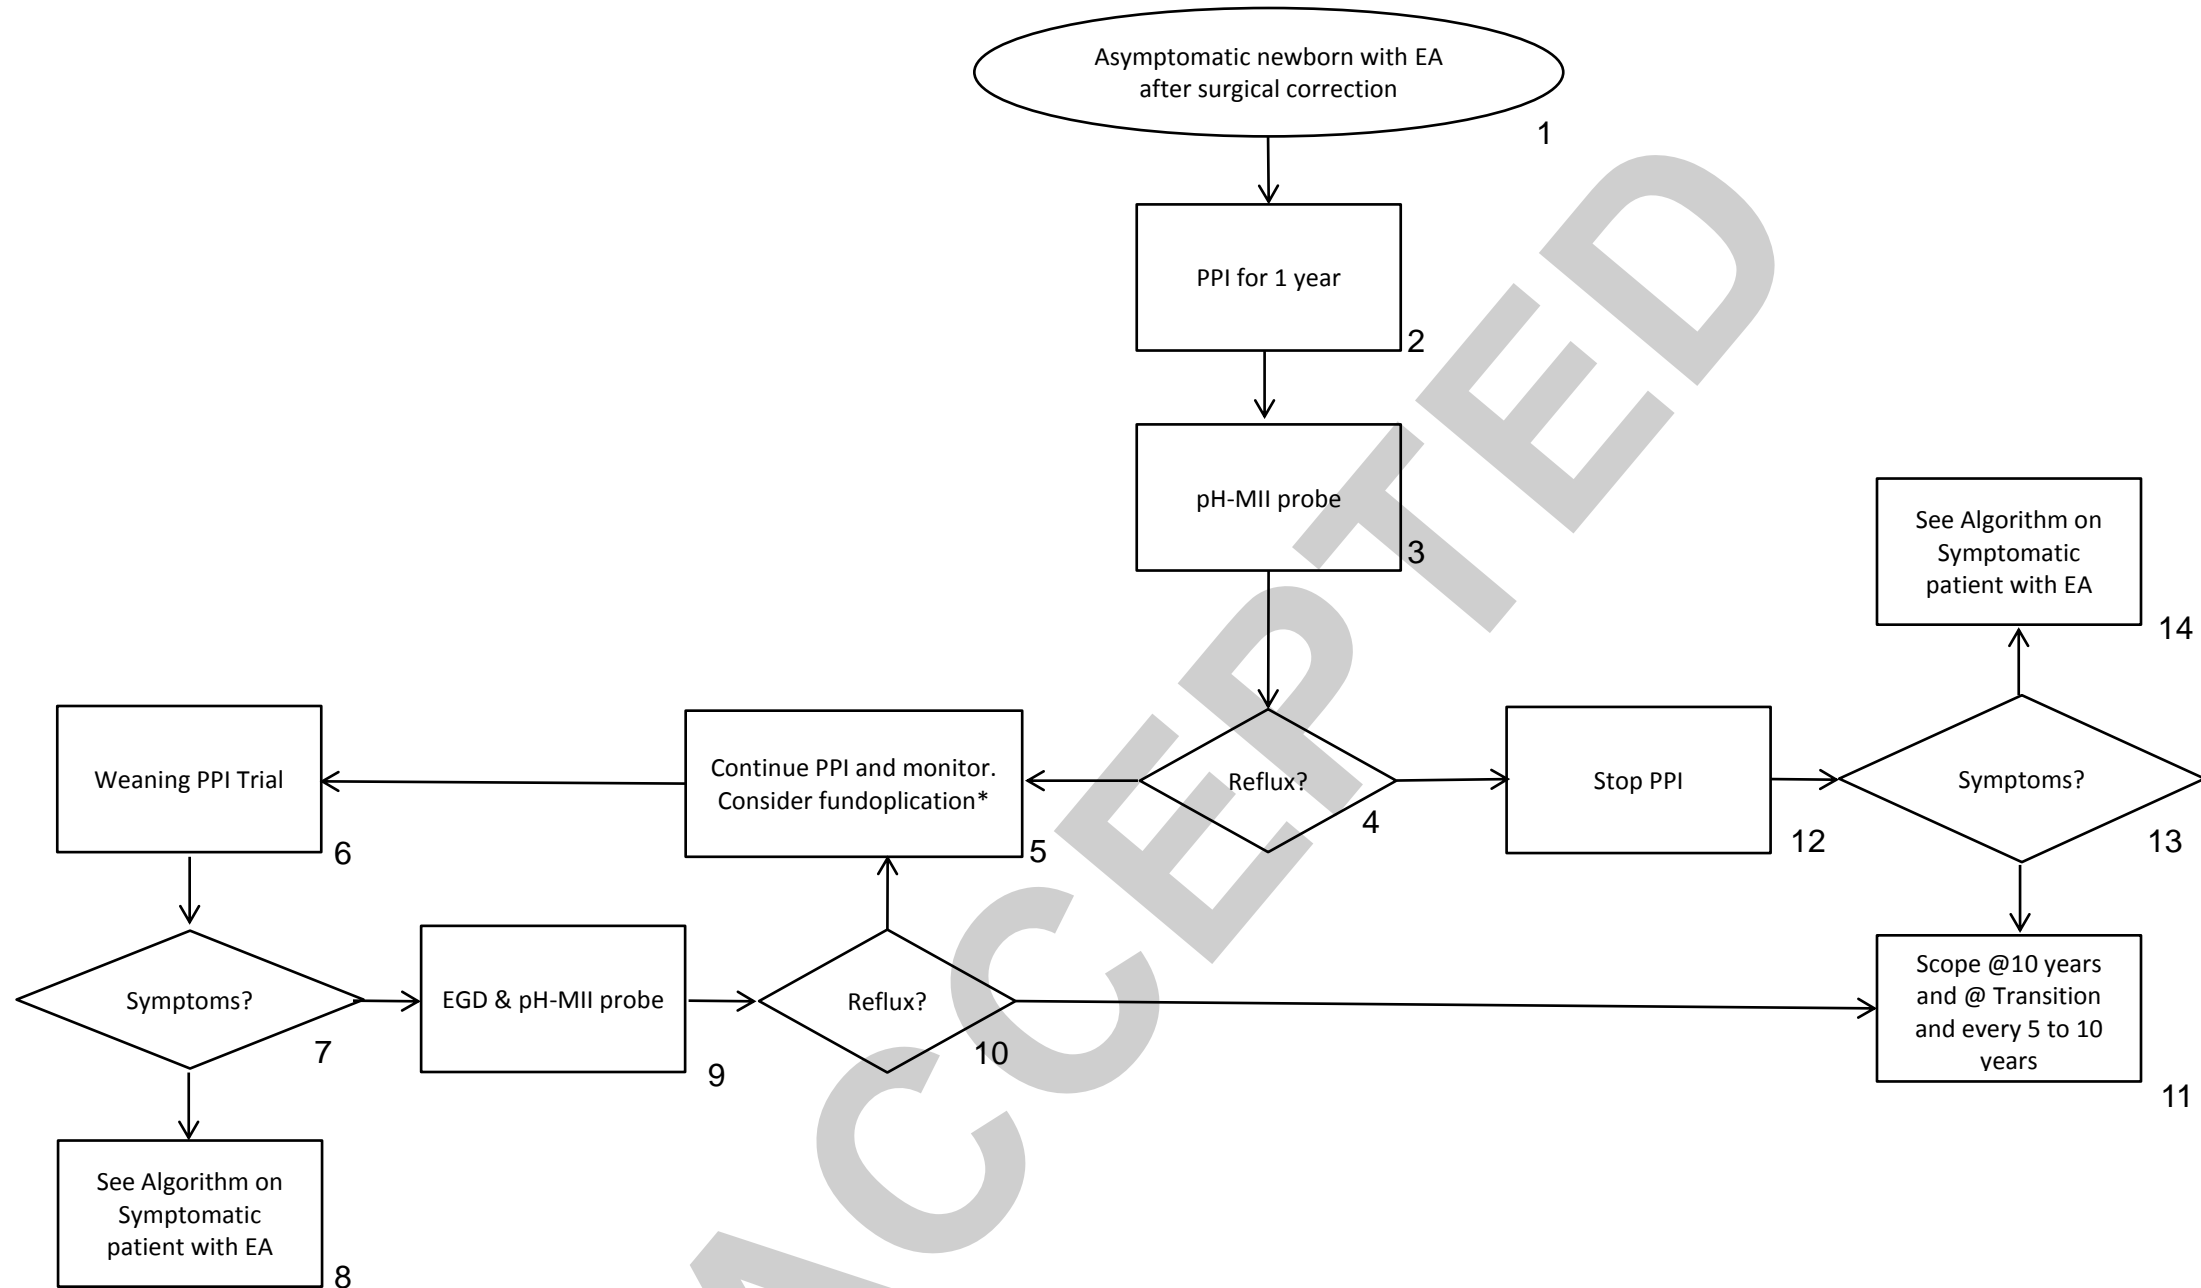 Asymptomatic newborn with EA
after surgical correction
1
PPI for 1 year
2
pH-MII probe
3
See Algorithm on
Symptomatic
patient with EA
14
Weaning PPI Trial
6
Continue PPI and monitor.
Consider fundoplication*
5
Reflux?
4
Stop PPI
12
Symptoms?
13
Symptoms?
7
EGD & pH-MII probe
9
Reflux?
10
Scope @10 years
and @ Transition
and every 5 to 10
years
11
See Algorithm on
Symptomatic
patient with EA
8
ACCEPTED